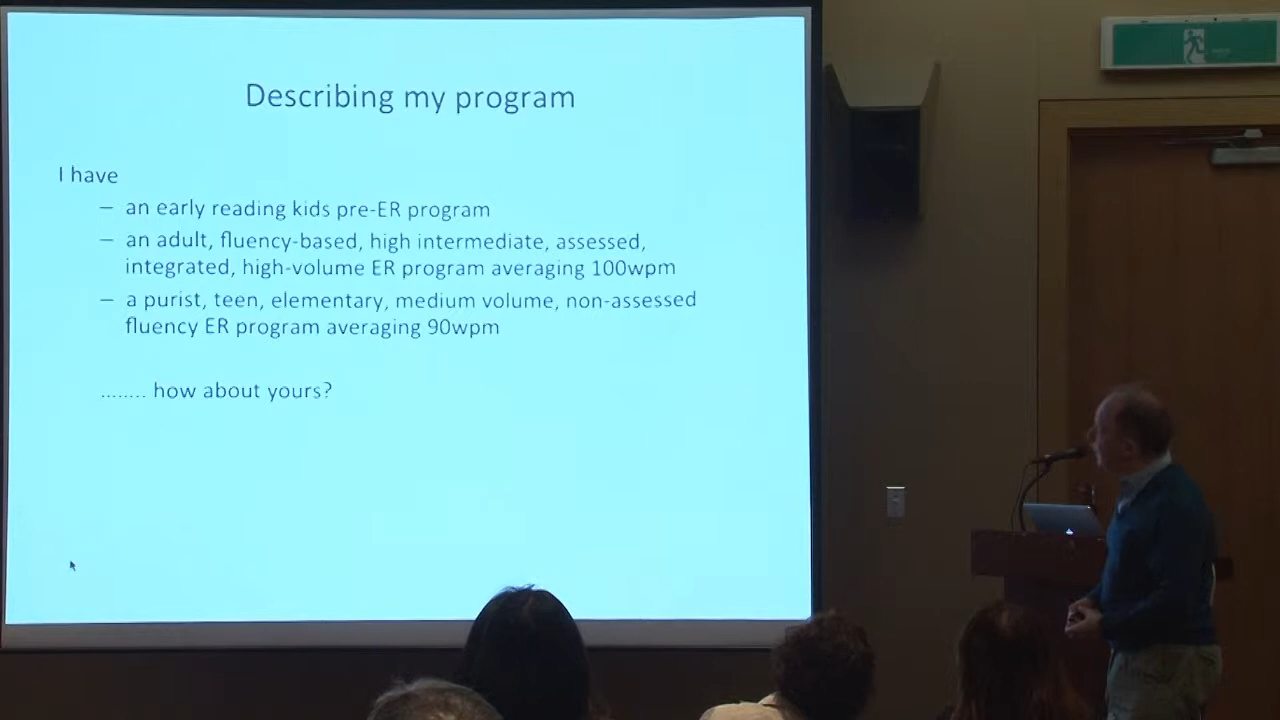 Describing my program
I have
– an early reading kids pre-ER program
– an adult, fluency-based, high intermediate, assessed,
integrated, high-volume ER program averaging 100wpm
– a purist, teen, elementary, medium volume, non-assessed
fluency ER program averaging 90wpm
........ how about yours?